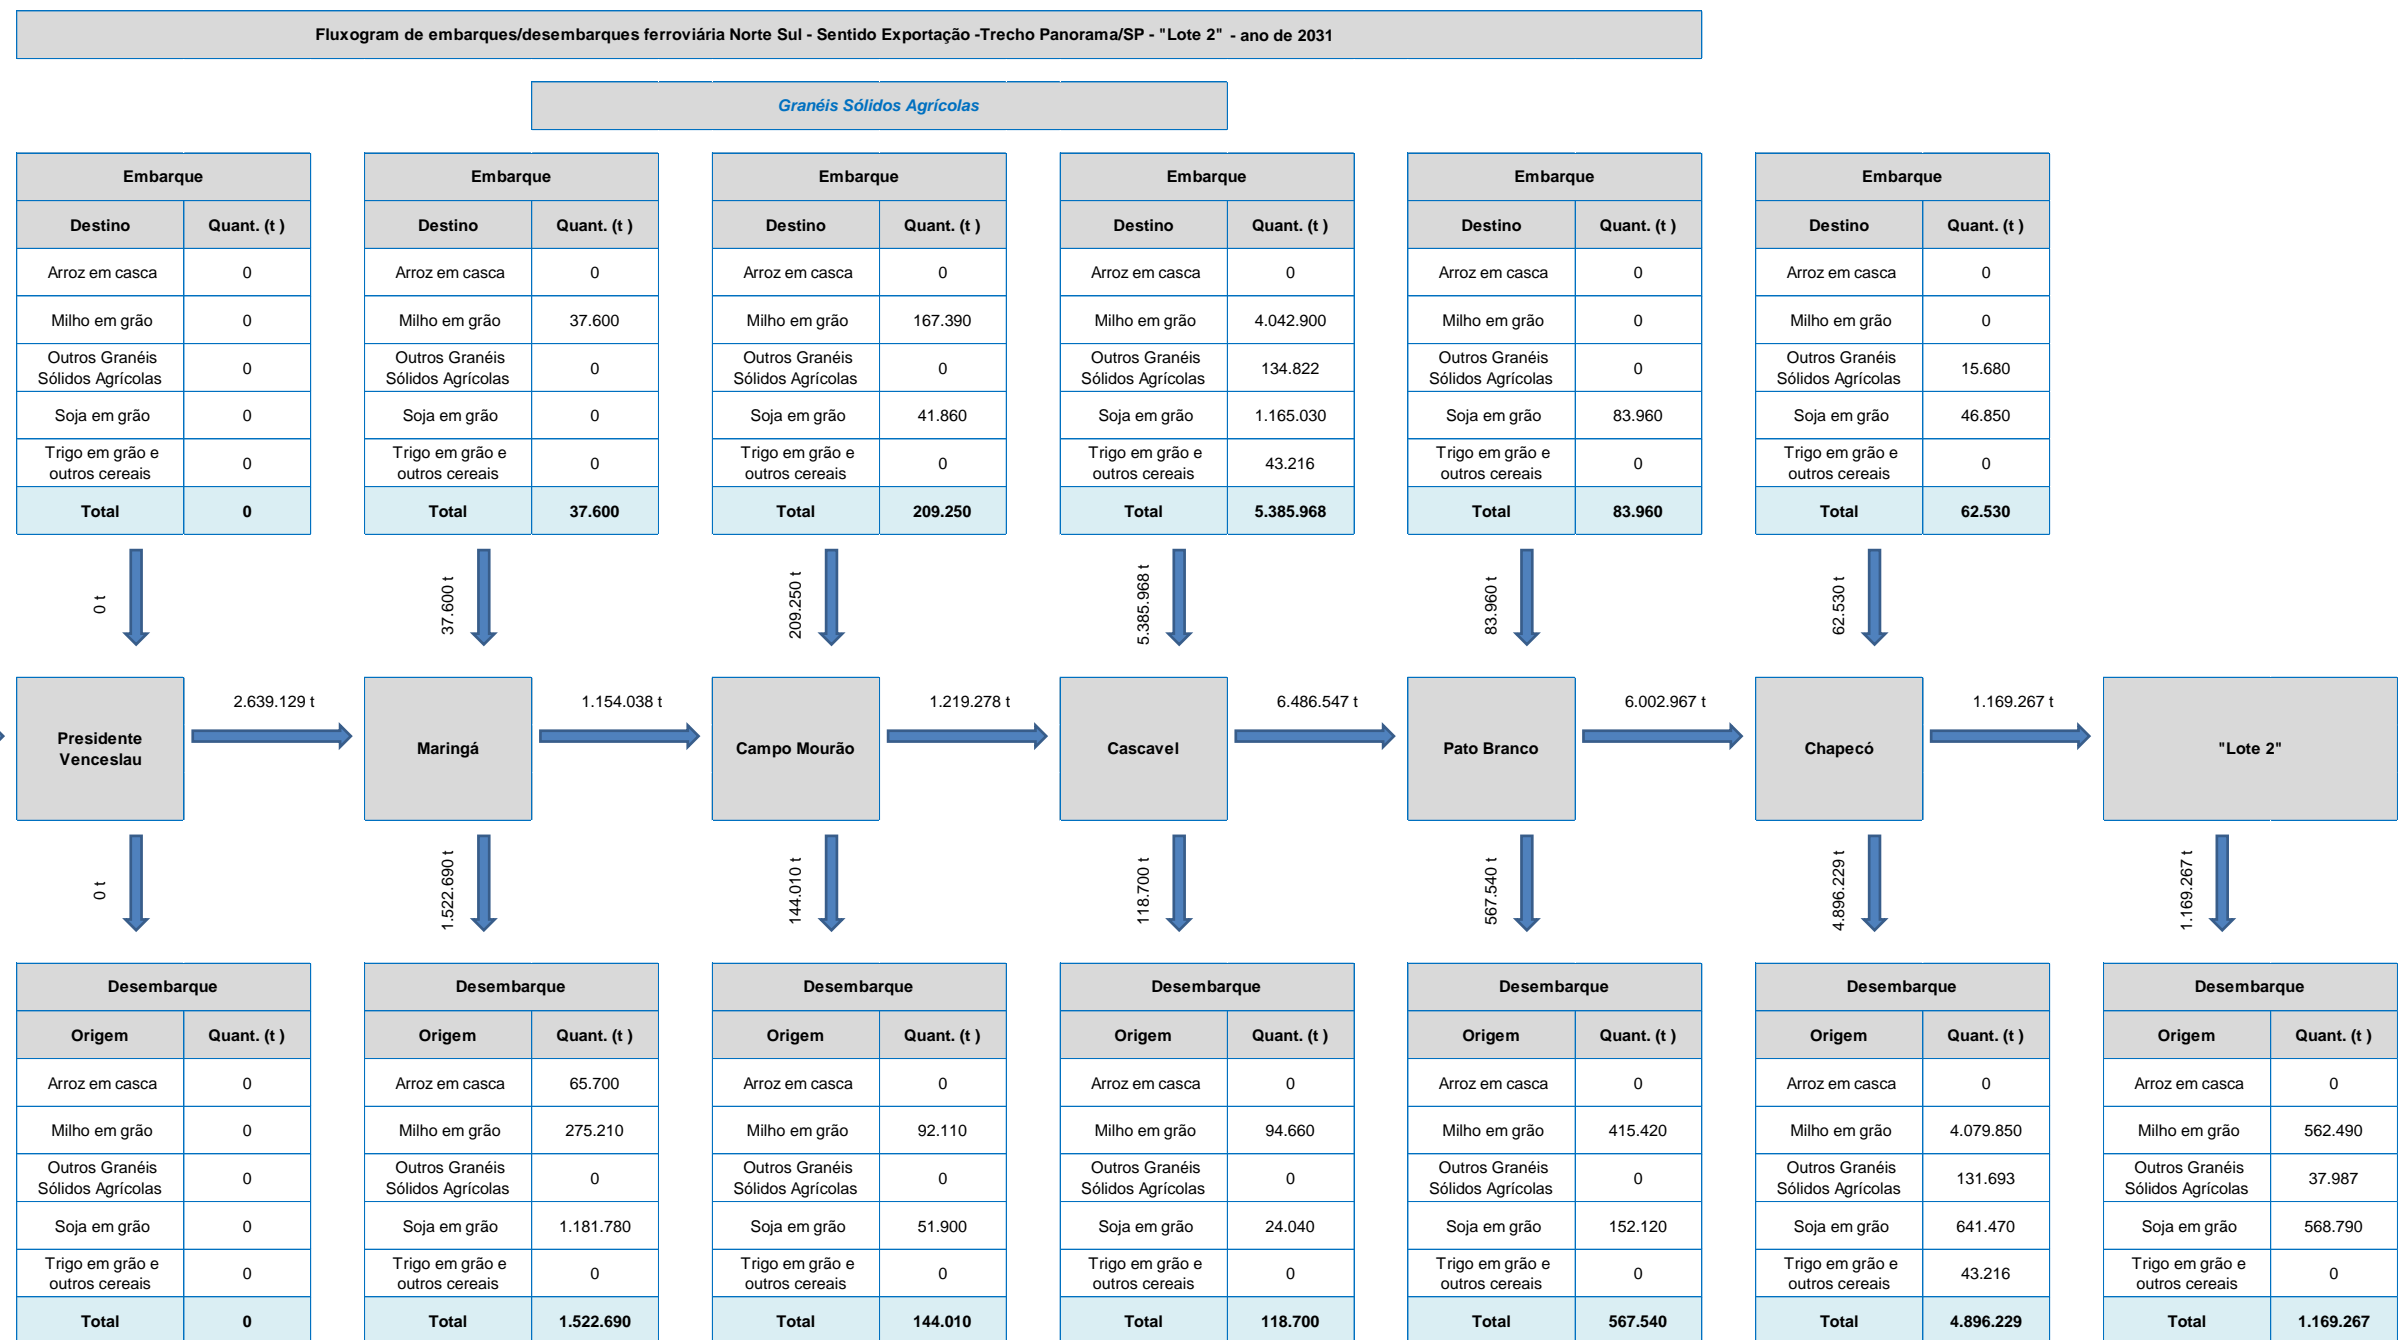 Fluxogram de embarques/desembarques ferroviária Norte Sul - Sentido Exportação -Trecho Panorama/SP - "Lote 2" - ano de 2031
Granéis Sólidos Agrícolas
Embarque Embarque Embarque Embarque Embarque Embarque
Destino Quant. (t ) Destino Quant. (t ) Destino Quant. (t ) Destino Quant. (t ) Destino Quant. (t ) Destino Quant. (t )
Arroz em casca 0 Arroz em casca 0 Arroz em casca 0 Arroz em casca 0 Arroz em casca 0 Arroz em casca 0
Milho em grão 0 Milho em grão 37.600 Milho em grão 167.390 Milho em grão 4.042.900 Milho em grão 0 Milho em grão 0
Outros Granéis Sólidos Agrícolas 0 Outros Granéis Sólidos Agrícolas 0 Outros Granéis Sólidos Agrícolas 0 Outros Granéis Sólidos Agrícolas 134.822 Outros Granéis Sólidos Agrícolas 0 Outros Granéis Sólidos Agrícolas 15.680
Soja em grão 0 Soja em grão 0 Soja em grão 41.860 Soja em grão 1.165.030 Soja em grão 83.960 Soja em grão 46.850
Trigo em grão e outros cereais 0 Trigo em grão e outros cereais 0 Trigo em grão e outros cereais 0 Trigo em grão e outros cereais 43.216 Trigo em grão e outros cereais 0 Trigo em grão e outros cereais 0
Total 0 Total 37.600 Total 209.250 Total 5.385.968 Total 83.960 Total 62.530
0 t 37.600 t 209.250 t 5.385.968 t 83.960 t 62.530 t
2.639.129 t 1.154.038 t 1.219.278 t 6.486.547 t 6.002.967 t 1.169.267 t
Presidente Venceslau Maringá Campo Mourão Cascavel Pato Branco Chapecó "Lote 2"
0 t 1.522.690 t 144.010 t 118.700 t 567.540 t 4.896.229 t 1.169.267 t
Desembarque Desembarque Desembarque Desembarque Desembarque Desembarque Desembarque
Origem Quant. (t ) Origem Quant. (t ) Origem Quant. (t ) Origem Quant. (t ) Origem Quant. (t ) Origem Quant. (t ) Origem Quant. (t )
Arroz em casca 0 Arroz em casca 65.700 Arroz em casca 0 Arroz em casca 0 Arroz em casca 0 Arroz em casca 0 Arroz em casca 0
Milho em grão 0 Milho em grão 275.210 Milho em grão 92.110 Milho em grão 94.660 Milho em grão 415.420 Milho em grão 4.079.850 Milho em grão 562.490
Outros Granéis Sólidos Agrícolas 0 Outros Granéis Sólidos Agrícolas 0 Outros Granéis Sólidos Agrícolas 0 Outros Granéis Sólidos Agrícolas 0 Outros Granéis Sólidos Agrícolas 0 Outros Granéis Sólidos Agrícolas 131.693 Outros Granéis Sólidos Agrícolas 37.987
Soja em grão 0 Soja em grão 1.181.780 Soja em grão 51.900 Soja em grão 24.040 Soja em grão 152.120 Soja em grão 641.470 Soja em grão 568.790
Trigo em grão e outros cereais 0 Trigo em grão e outros cereais 0 Trigo em grão e outros cereais 0 Trigo em grão e outros cereais 0 Trigo em grão e outros cereais 0 Trigo em grão e outros cereais 43.216 Trigo em grão e outros cereais 0
Total 0 Total 1.522.690 Total 144.010 Total 118.700 Total 567.540 Total 4.896.229 Total 1.169.267